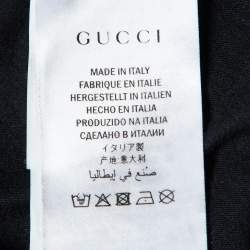 GUCCI
MADE IN ITALY
FABRIQUE EN ITALIE
HERGESTELLT IN ITALIEN
HECHO EN ITALIA
PRODUZIDO NA ITALIA
СДЕЛАНО В ИТАЛИИ
イタリア製
产地 意大利
صنع في إيطاليا